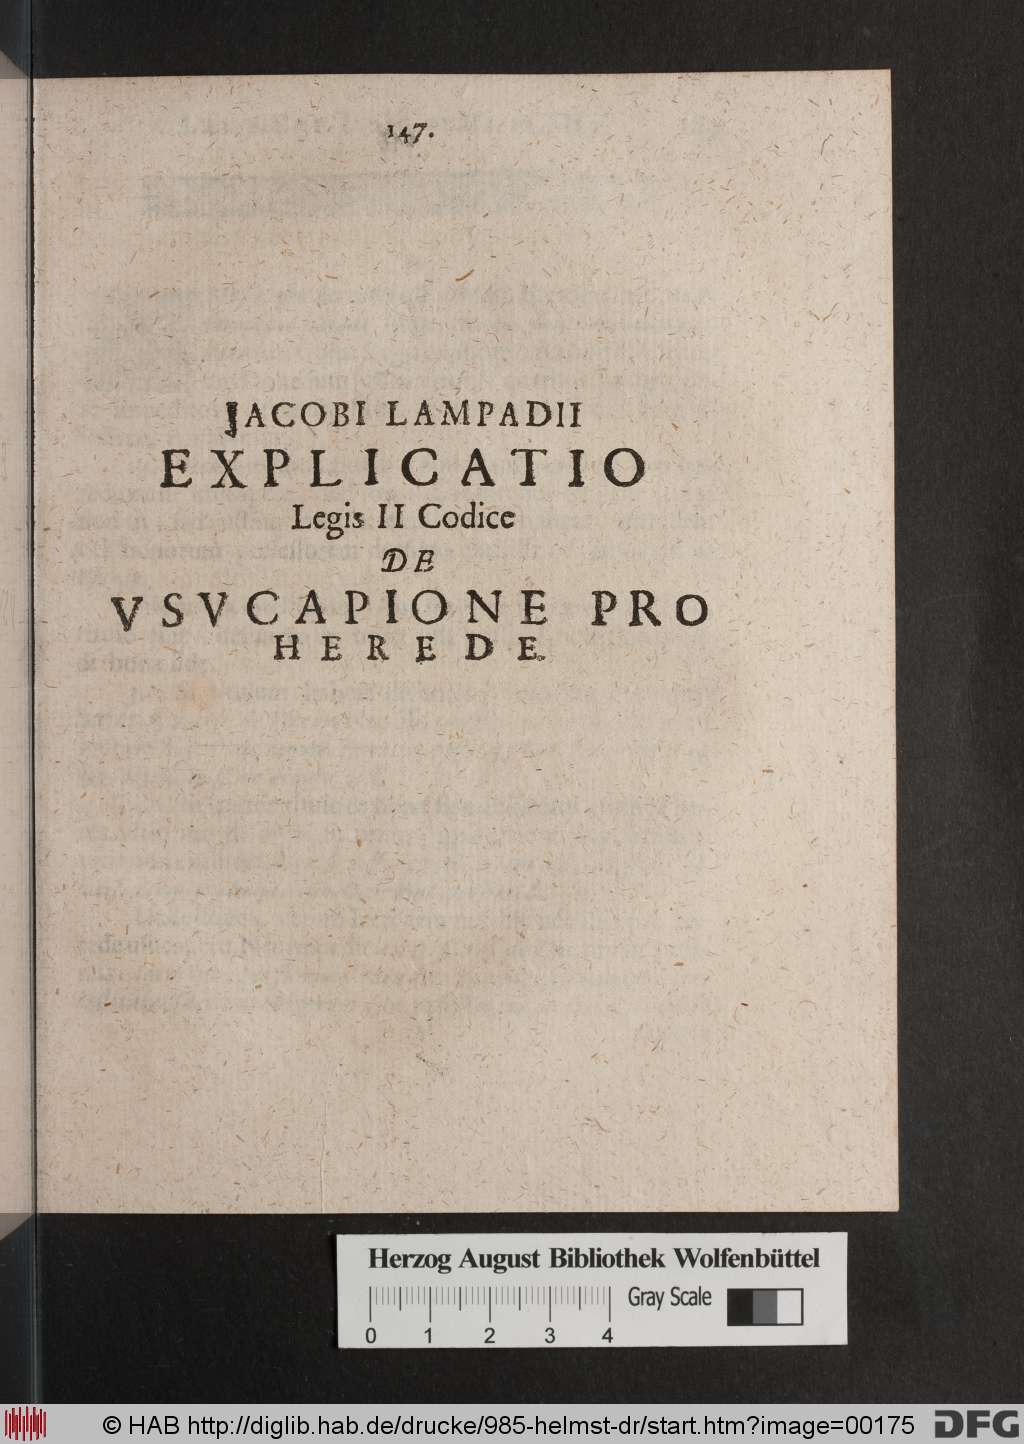 147.
JACOBI LAMPADII
EXPLICATIO
Legis II Codice
DE
VSVCAPIONE PRO
HEREDE.
Herzog August Bibliothek Wolfenbüttel
Gray Scale
0 1 2 3 4
© HAB http://diglib.hab.de/drucke/985-helmst-dr/start.htm?image=00175
DFG